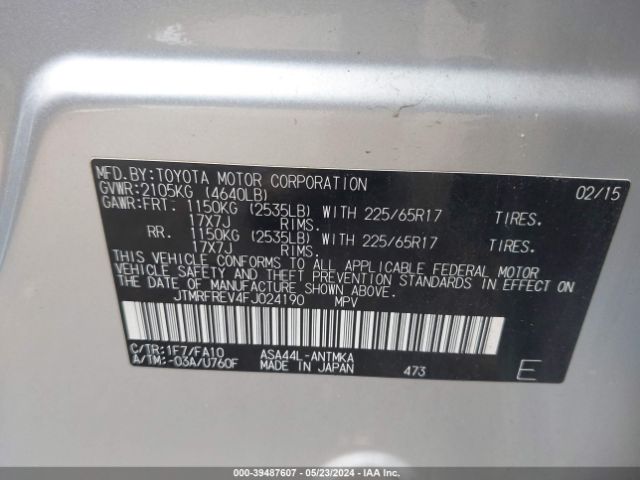 MFD.BY:TOYOTA MOTOR CORPORATION 02/15
GVWR:2105KG (4640LB)
GAWR:FRT. 1150KG (2535LB) WITH 225/65R17 TIRES.
17X7J RIMS.
RR. 1150KG (2535LB) WITH 225/65R17 TIRES.
17X7J RIMS.
THIS VEHICLE CONFORMS TO ALL APPLICABLE FEDERAL MOTOR
VEHICLE SAFETY AND THEFT PREVENTION STANDARDS IN EFFECT ON
THE DATE OF MANUFACTURE SHOWN ABOVE.
JTMRFREV4FJ024190 MPV
C/TR:1F7/FA10 ASA44L-ANTMKA
A/TM:-03A/U760F MADE IN JAPAN 473 E
000-39487607 - 05/23/2024 - IAA Inc.